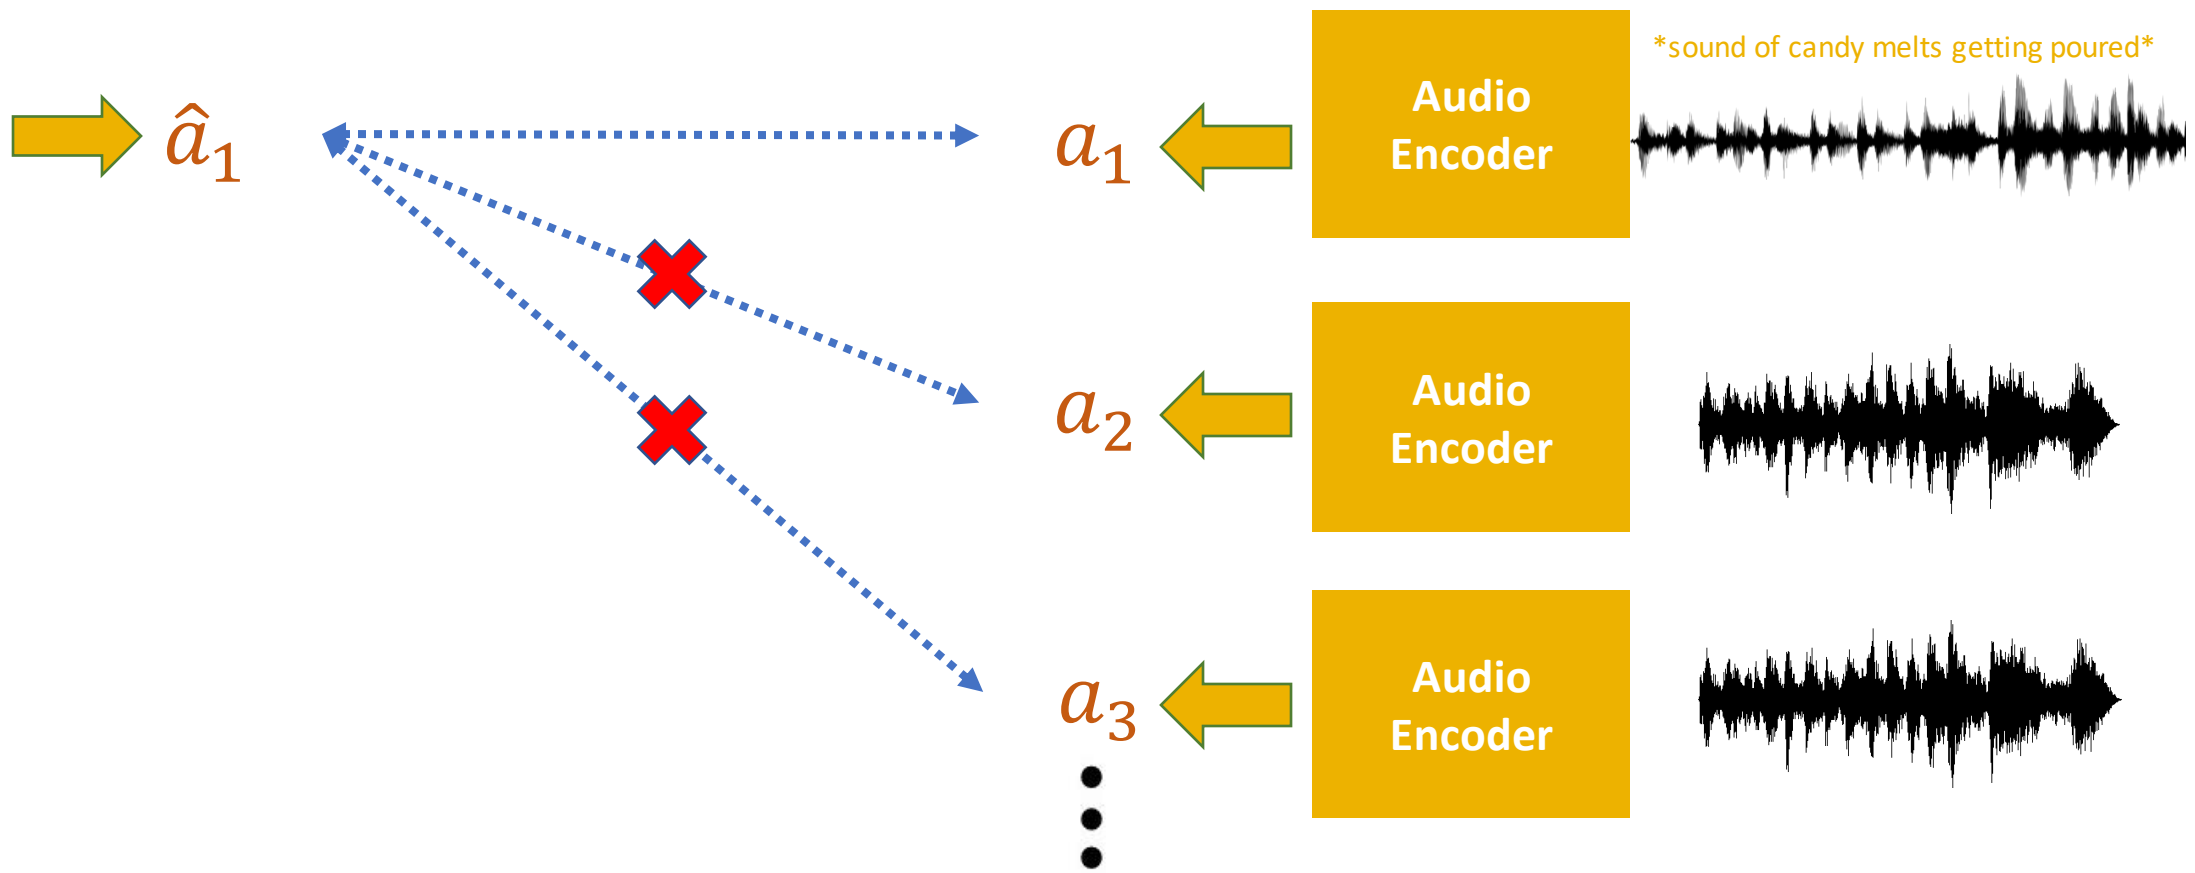 *sound of candy melts getting poured*
Audio
Encoder
â₁
a₁
Audio
Encoder
a₂
Audio
Encoder
a₃